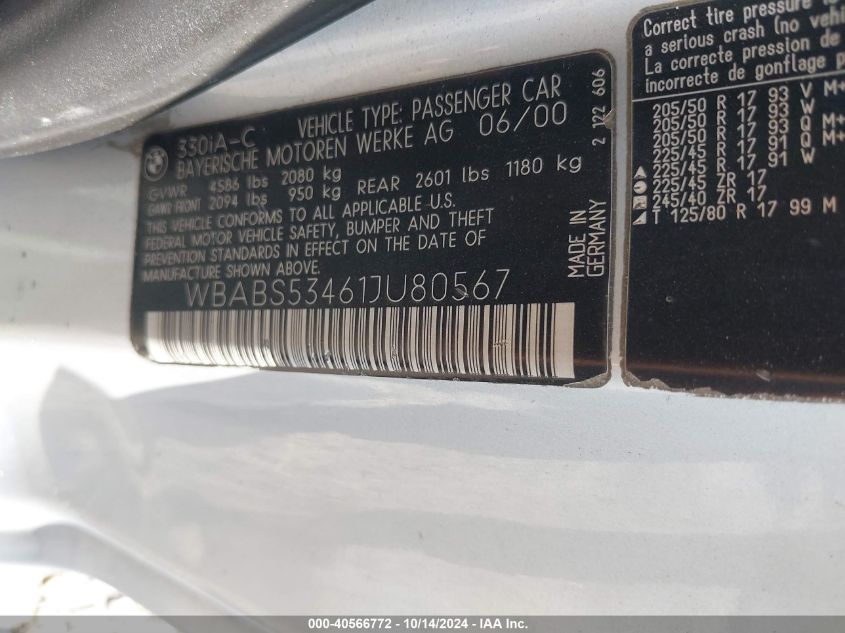 330iA-C VEHICLE TYPE: PASSENGER CAR
BAYERISCHE MOTOREN WERKE AG 06/00
GVWR 4586 lbs 2080 kg
GAWR FRONT 2094 lbs 950 kg REAR 2601 lbs 1180 kg
THIS VEHICLE CONFORMS TO ALL APPLICABLE U.S.
FEDERAL MOTOR VEHICLE SAFETY, BUMPER AND THEFT
PREVENTION STANDARDS IN EFFECT ON THE DATE OF
MANUFACTURE SHOWN ABOVE.
WBABS53461JU80567
MADE IN
GERMANY
2 122 606
Correct tire pressure
a serious crash (no vehi
La correcte pression de
incorrecte de gonflage p
205/50 R 17 93 V M+
205/50 R 17 93 W
205/50 R 17 93 Q M+
225/45 R 17 91 Q M+
225/45 R 17 91 W
225/45 ZR 17
245/40 ZR 17
T 125/80 R 17 99 M
000-40566772 - 10/14/2024 - IAA Inc.